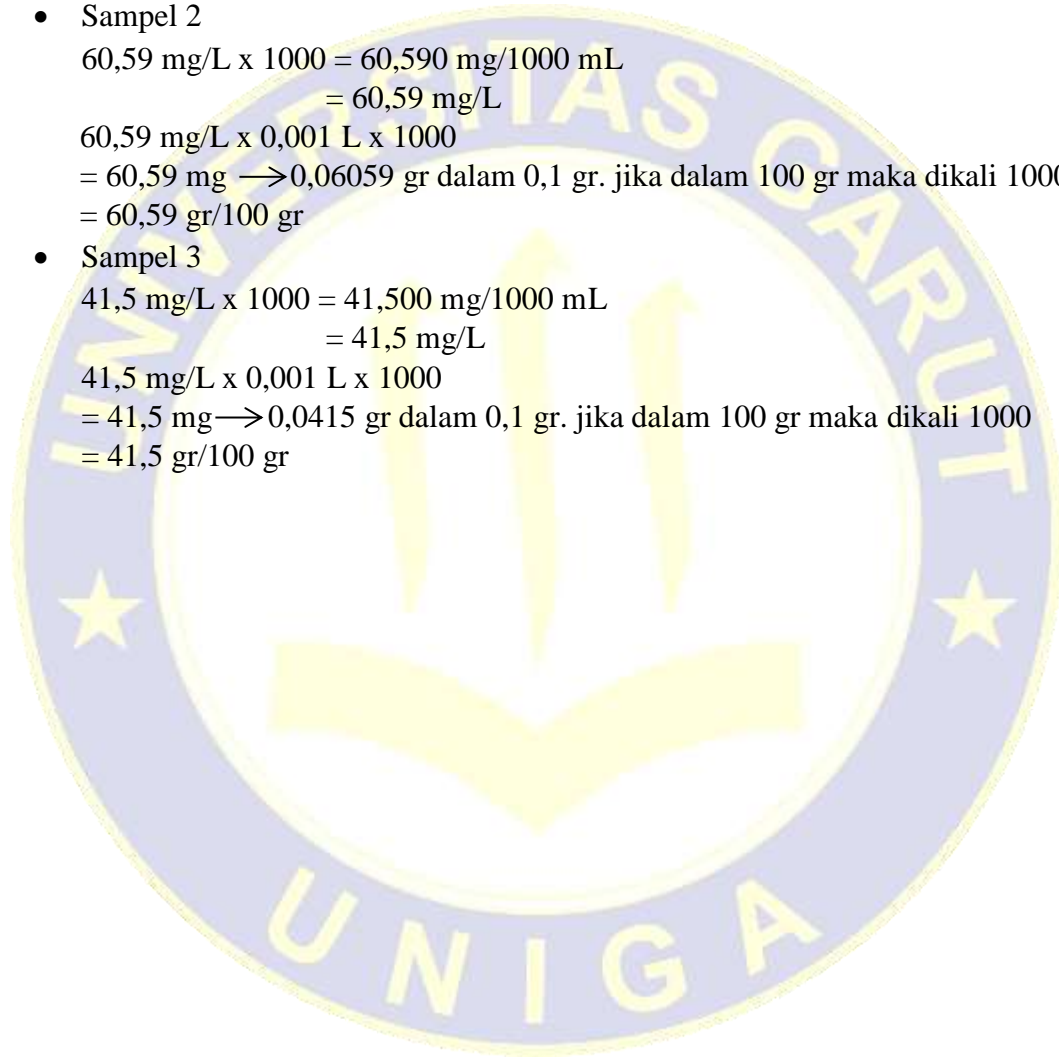 • Sampel 2
60,59 mg/L x 1000 = 60,590 mg/1000 mL
= 60,59 mg/L
60,59 mg/L x 0,001 L x 1000
= 60,59 mg → 0,06059 gr dalam 0,1 gr. jika dalam 100 gr maka dikali 1000
= 60,59 gr/100 gr
• Sampel 3
41,5 mg/L x 1000 = 41,500 mg/1000 mL
= 41,5 mg/L
41,5 mg/L x 0,001 L x 1000
= 41,5 mg → 0,0415 gr dalam 0,1 gr. jika dalam 100 gr maka dikali 1000
= 41,5 gr/100 gr
UNIVERSITAS GARUT
UNIGA